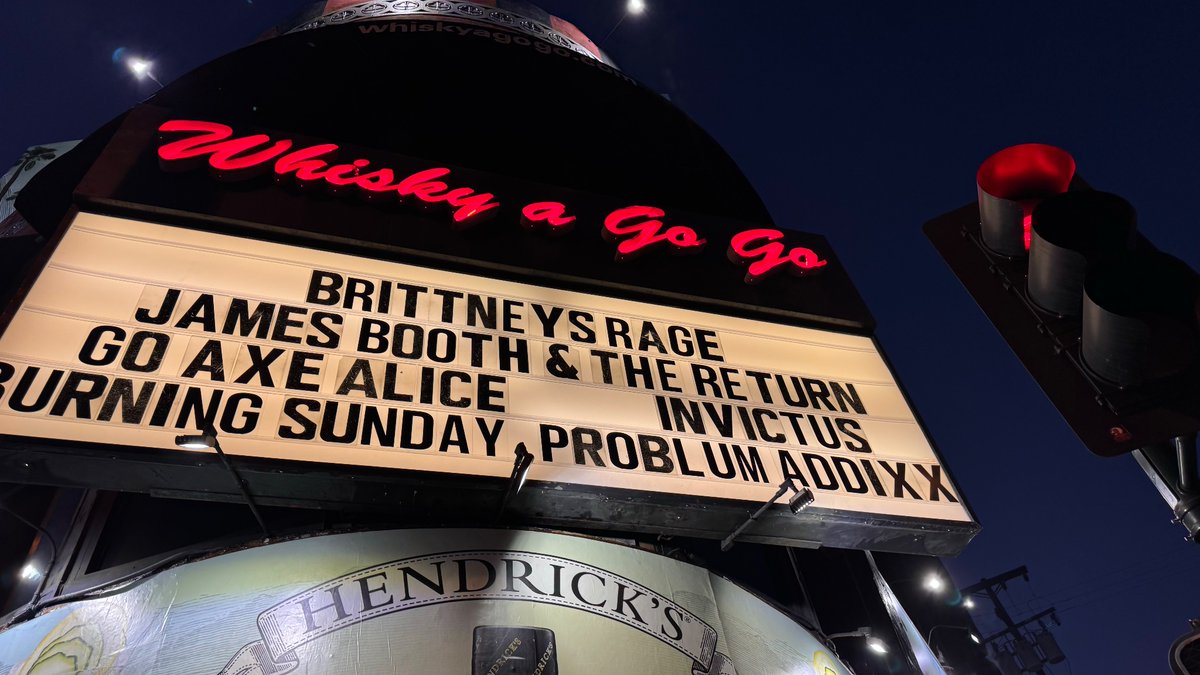 whiskyagogo.com
Whisky a Go Go
BRITTNEYS RAGE
JAMES BOOTH & THE RETURN
GO AXE ALICE INVICTUS
BURNING SUNDAY PROBLUM ADDIXX
HENDRICK'S
HENDRICK'S